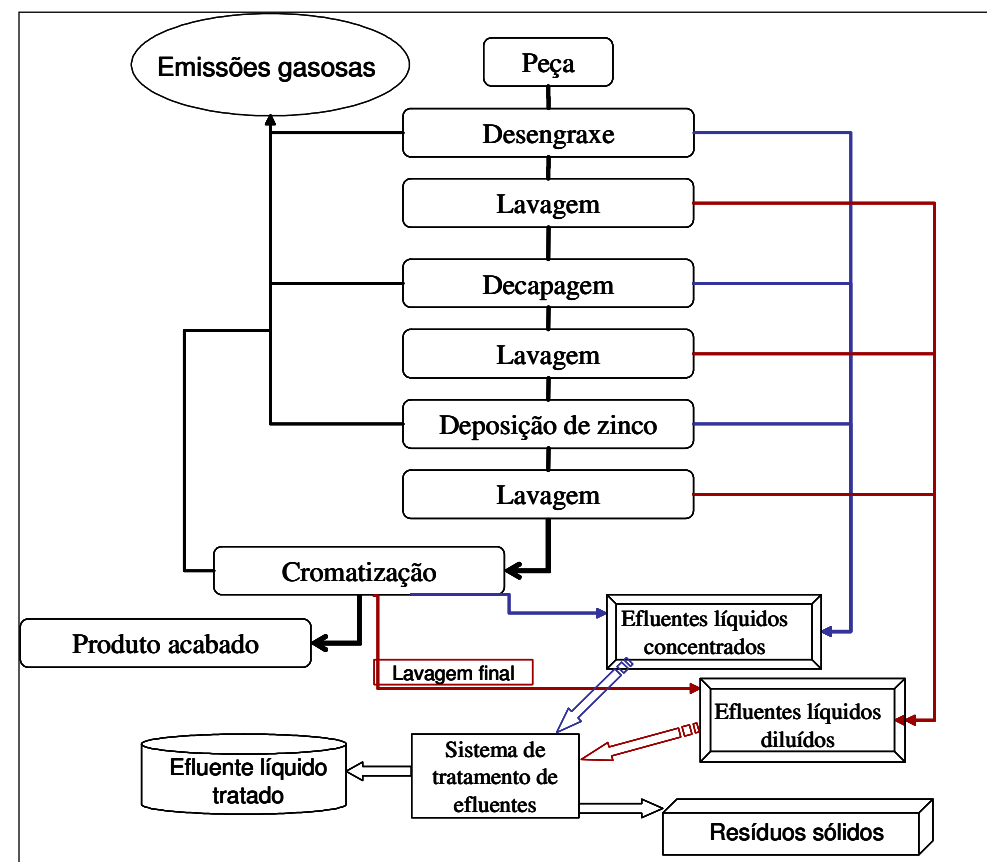 Emissões gasosas
Peça
Desengraxe
Lavagem
Decapagem
Lavagem
Deposição de zinco
Lavagem
Cromatização
Produto acabado
Efluentes líquidos
concentrados
Lavagem final
Efluentes líquidos
diluídos
Sistema de
tratamento de
efluentes
Efluente líquido
tratado
Resíduos sólidos